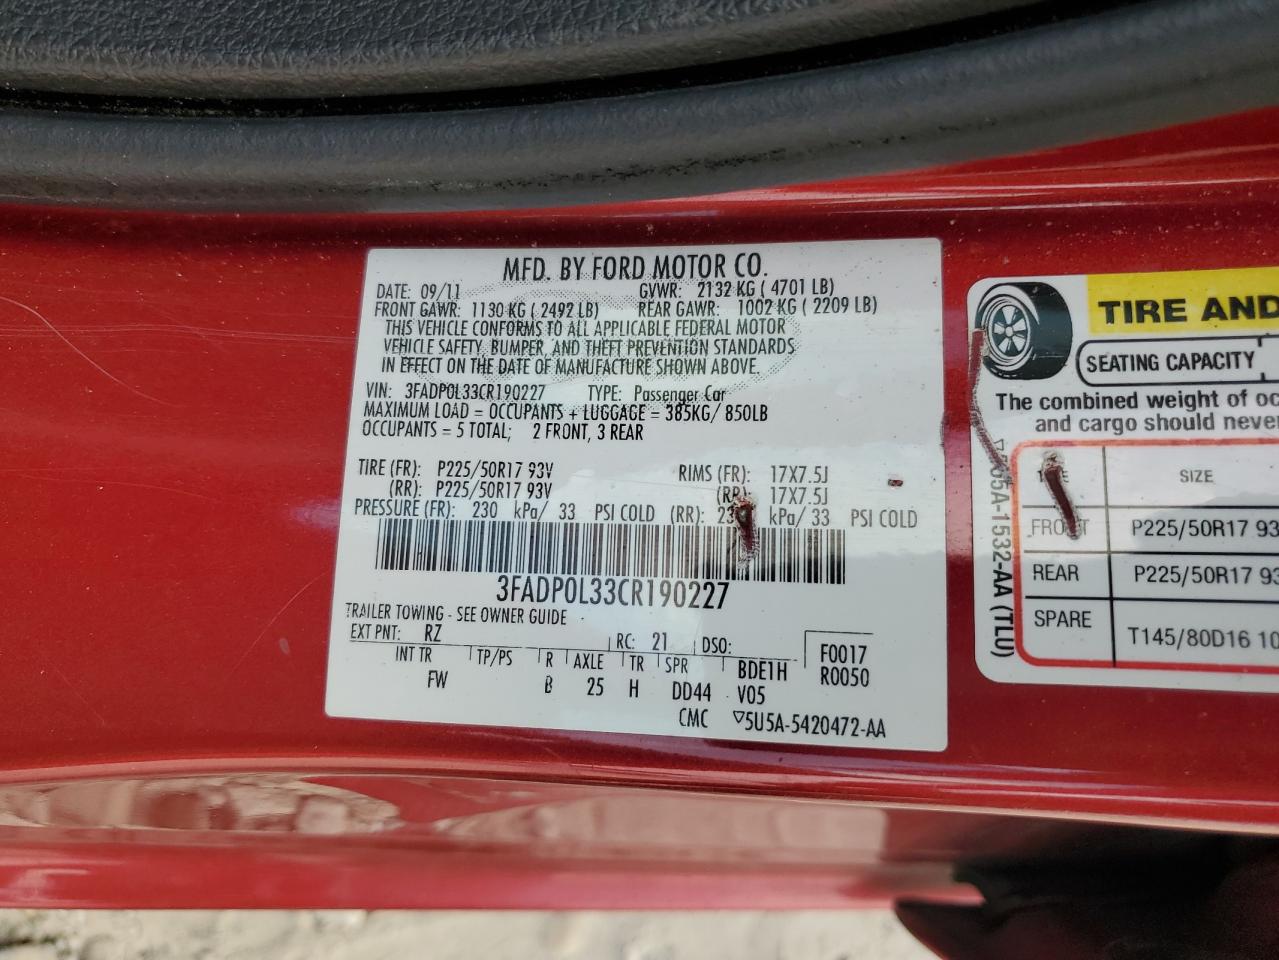 MFD. BY FORD MOTOR CO.
DATE: 09/11 GVWR: 2132 KG ( 4701 LB)
FRONT GAWR: 1130 KG ( 2492 LB) REAR GAWR: 1002 KG ( 2209 LB)
THIS VEHICLE CONFORMS TO ALL APPLICABLE FEDERAL MOTOR
VEHICLE SAFETY, BUMPER, AND THEFT PREVENTION STANDARDS
IN EFFECT ON THE DATE OF MANUFACTURE SHOWN ABOVE.
VIN: 3FADP0L33CR190227 TYPE: Passenger Car
MAXIMUM LOAD = OCCUPANTS + LUGGAGE = 385KG/ 850LB
OCCUPANTS = 5 TOTAL; 2 FRONT, 3 REAR
TIRE (FR): P225/50R17 93V RIMS (FR): 17X7.5J
(RR): P225/50R17 93V (RR): 17X7.5J
PRESSURE (FR): 230 kPa/ 33 PSI COLD (RR): kPa/ 33 PSI COLD
3FADP0L33CR190227
TRAILER TOWING - SEE OWNER GUIDE
EXT PNT: RZ RC: 21 DSO: F0017
INT TR TP/PS R AXLE TR SPR BDE1H R0050
FW B 25 H DD44 V05
CMC ▽5U5A-5420472-AA
TIRE AND
SEATING CAPACITY
The combined weight of oc
and cargo should never
SIZE
FRONT P225/50R17 93
REAR P225/50R17 93
SPARE T145/80D16 10
A-1532-AA (TLU)